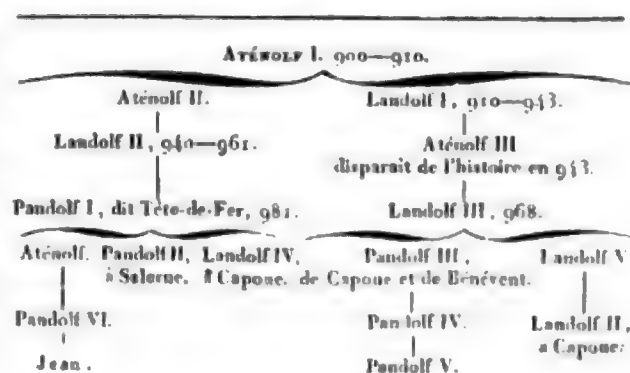 ATÉNOLF I. 900—910.
Aténolf II. Landolf I, 910—943.
Landolf II, 940—961. Aténolf III
disparait de l'histoire en 943.
Pandolf I, dit Tête-de-Fer, 981. Landolf III, 968.
Aténolf. Pandolf II, Landolf IV, Pandolf III, Landolf V
à Salerne. à Capoue. de Capoue et de Bénévent.
Pandolf VI. Pandolf IV. Landolf II,
a Capoue.
Jean. Pandolf V.